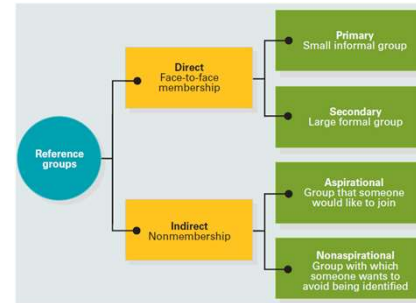 Reference
groups
Direct
Face-to-face
membership
Primary
Small informal group
Secondary
Large formal group
Indirect
Nonmembership
Aspirational
Group that someone
would like to join
Nonaspirational
Group with which
someone wants to
avoid being identified